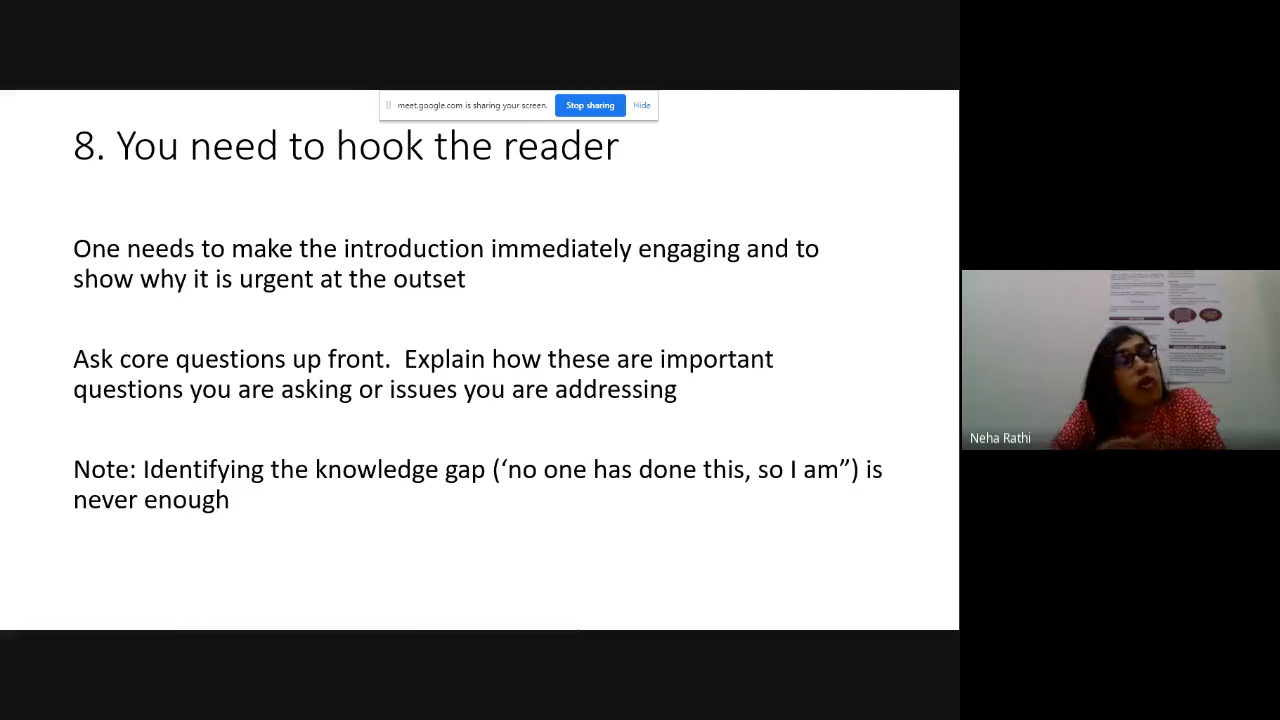 meet.google.com is sharing your screen. Stop sharing Hide
8. You need to hook the reader
One needs to make the introduction immediately engaging and to
show why it is urgent at the outset
Ask core questions up front.  Explain how these are important
questions you are asking or issues you are addressing
Note: Identifying the knowledge gap (‘no one has done this, so I am”) is
never enough
Neha Rathi